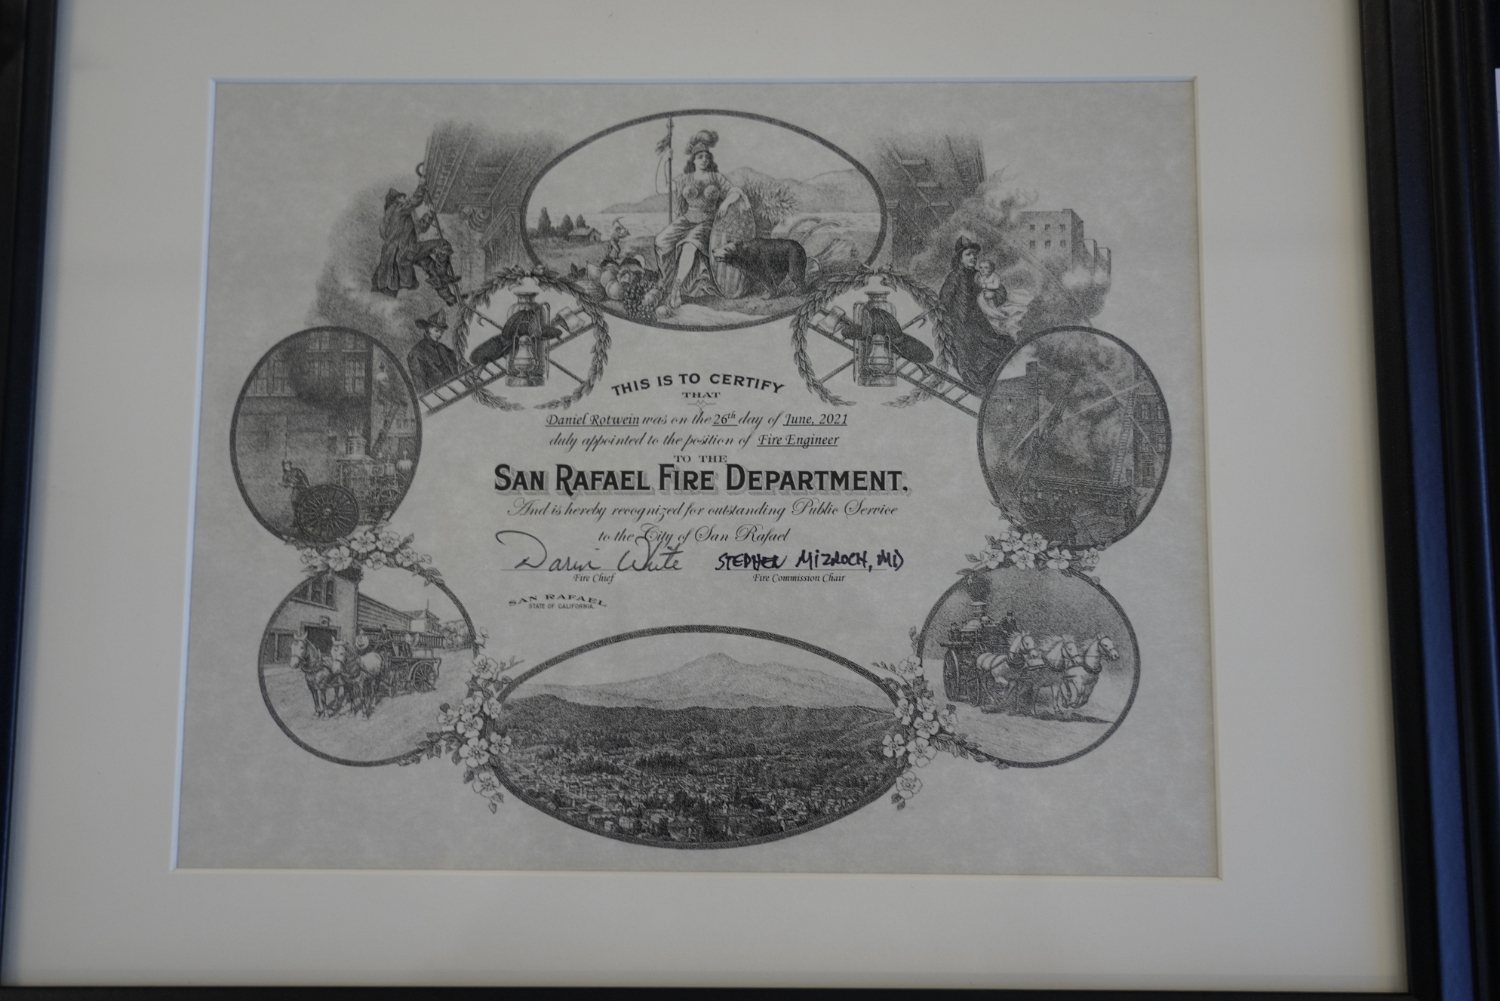 THIS IS TO CERTIFY
THAT
Daniel Rotwein was on the 26th day of June, 2021
duly appointed to the position of Fire Engineer
TO THE
SAN RAFAEL FIRE DEPARTMENT.
And is hereby recognized for outstanding Public Service
to the City of San Rafael
Darin White STEPHEN MIZROCH, MD
Fire Chief Fire Commission Chair
SAN RAFAEL
STATE OF CALIFORNIA.